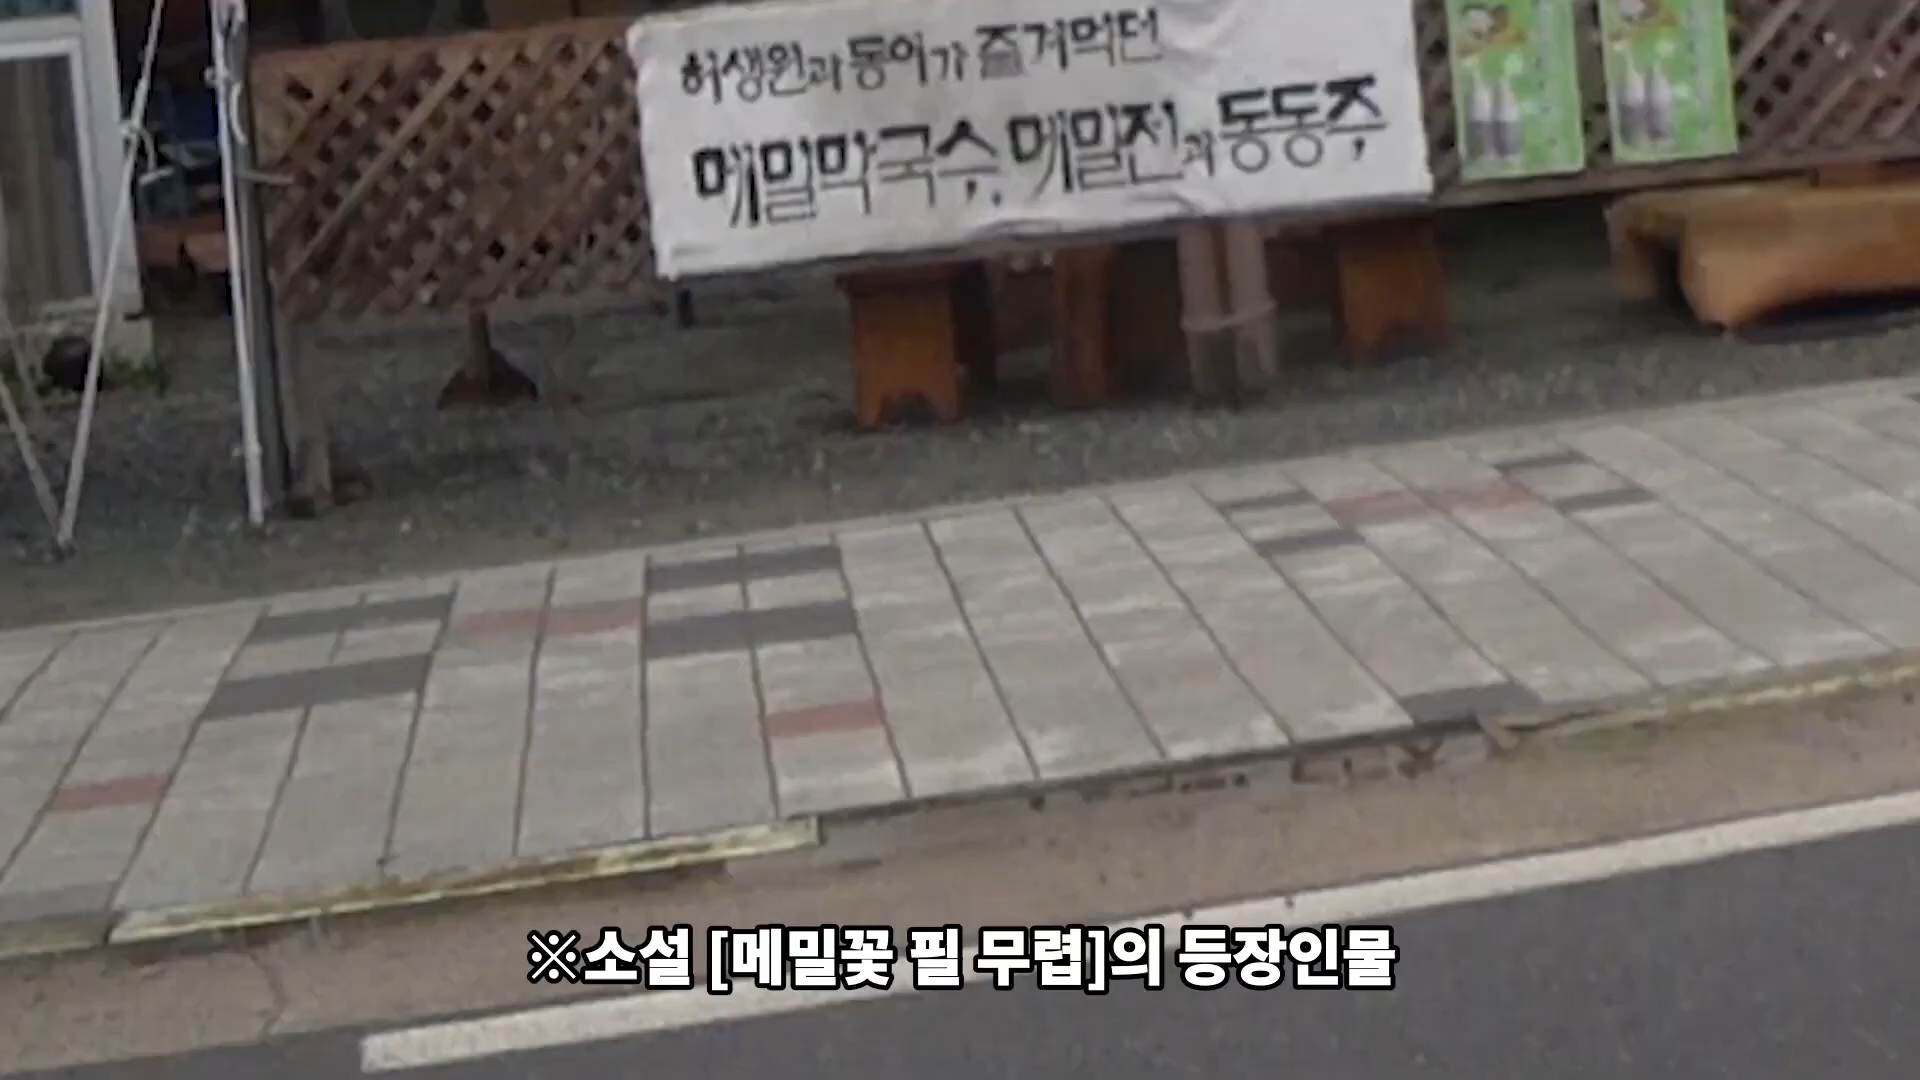 허생원과 동이가 즐겨먹던
메밀막국수, 메밀전과 동동주
※소설 [메밀꽃 필 무렵]의 등장인물